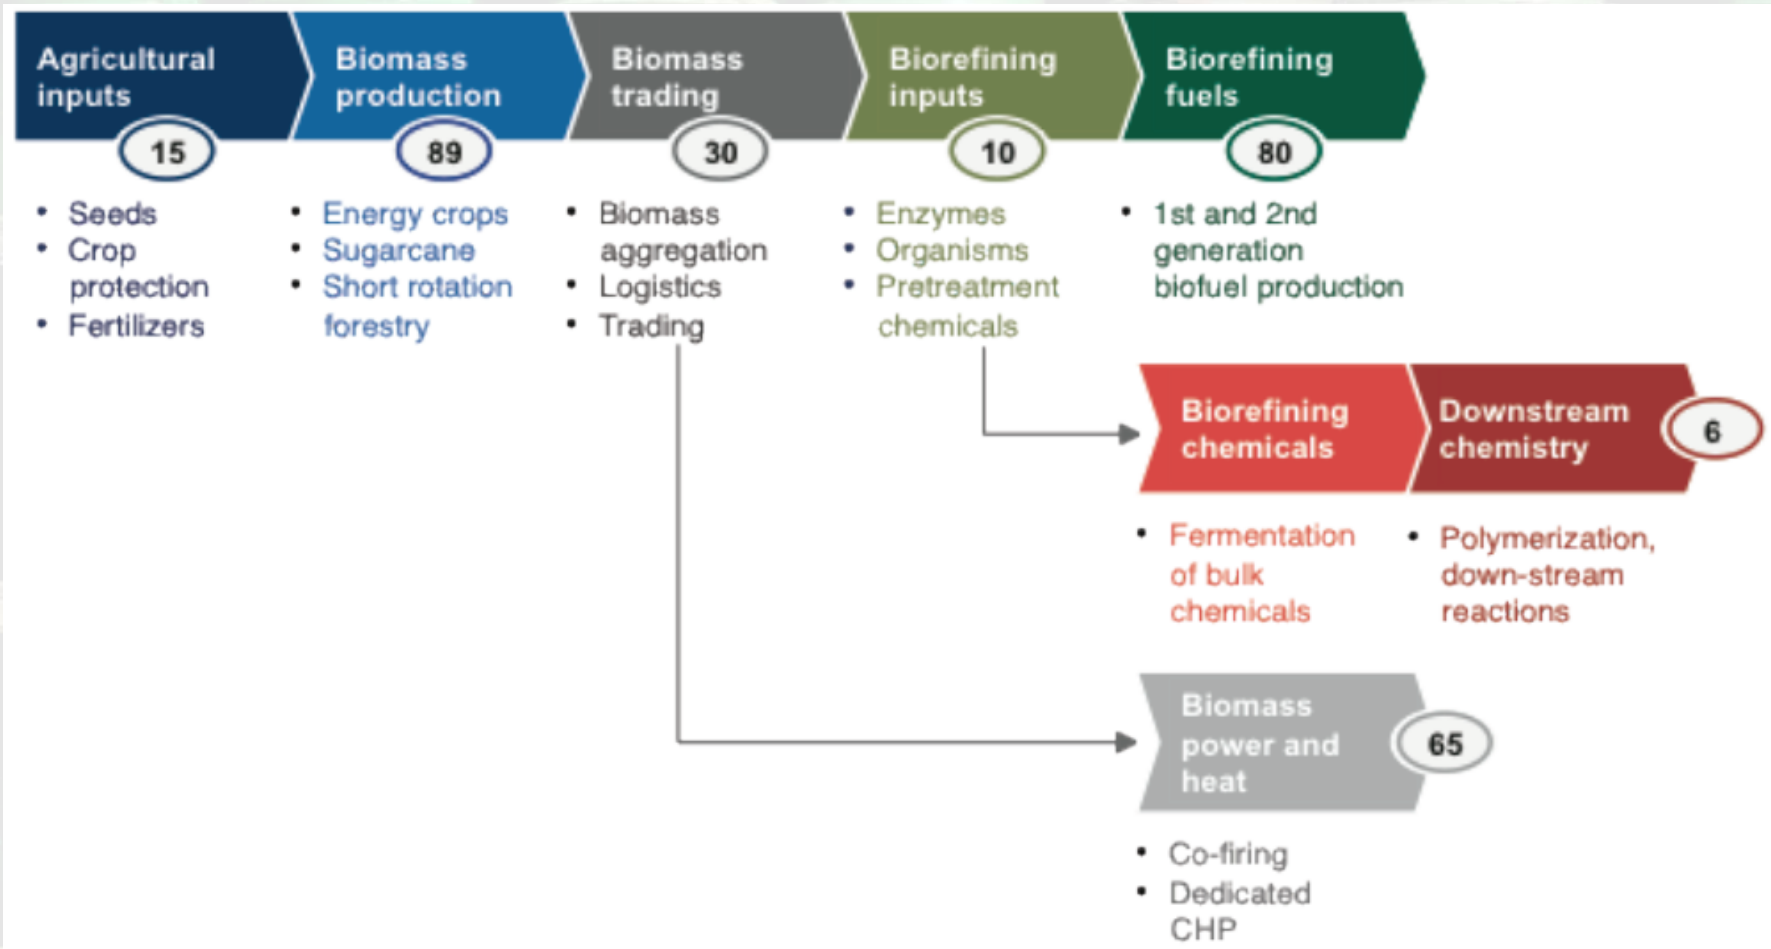 Agricultural
inputs
15
• Seeds
• Crop
protection
• Fertilizers
Biomass
production
89
• Energy crops
• Sugarcane
• Short rotation
forestry
Biomass
trading
30
• Biomass
aggregation
• Logistics
• Trading
Biorefining
inputs
10
• Enzymes
• Organisms
• Pretreatment
chemicals
Biorefining
fuels
80
• 1st and 2nd
generation
biofuel production
Biorefining
chemicals
• Fermentation
of bulk
chemicals
Downstream
chemistry
6
• Polymerization,
down-stream
reactions
Biomass
power and
heat
65
• Co-firing
• Dedicated
CHP